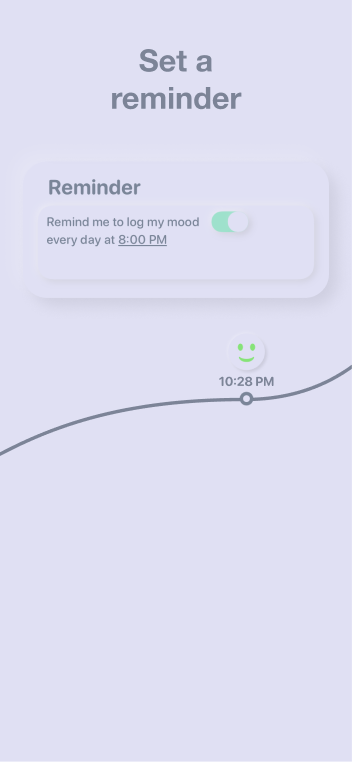 Set a
reminder
Reminder
Remind me to log my mood
every day at 8:00 PM
10:28 PM